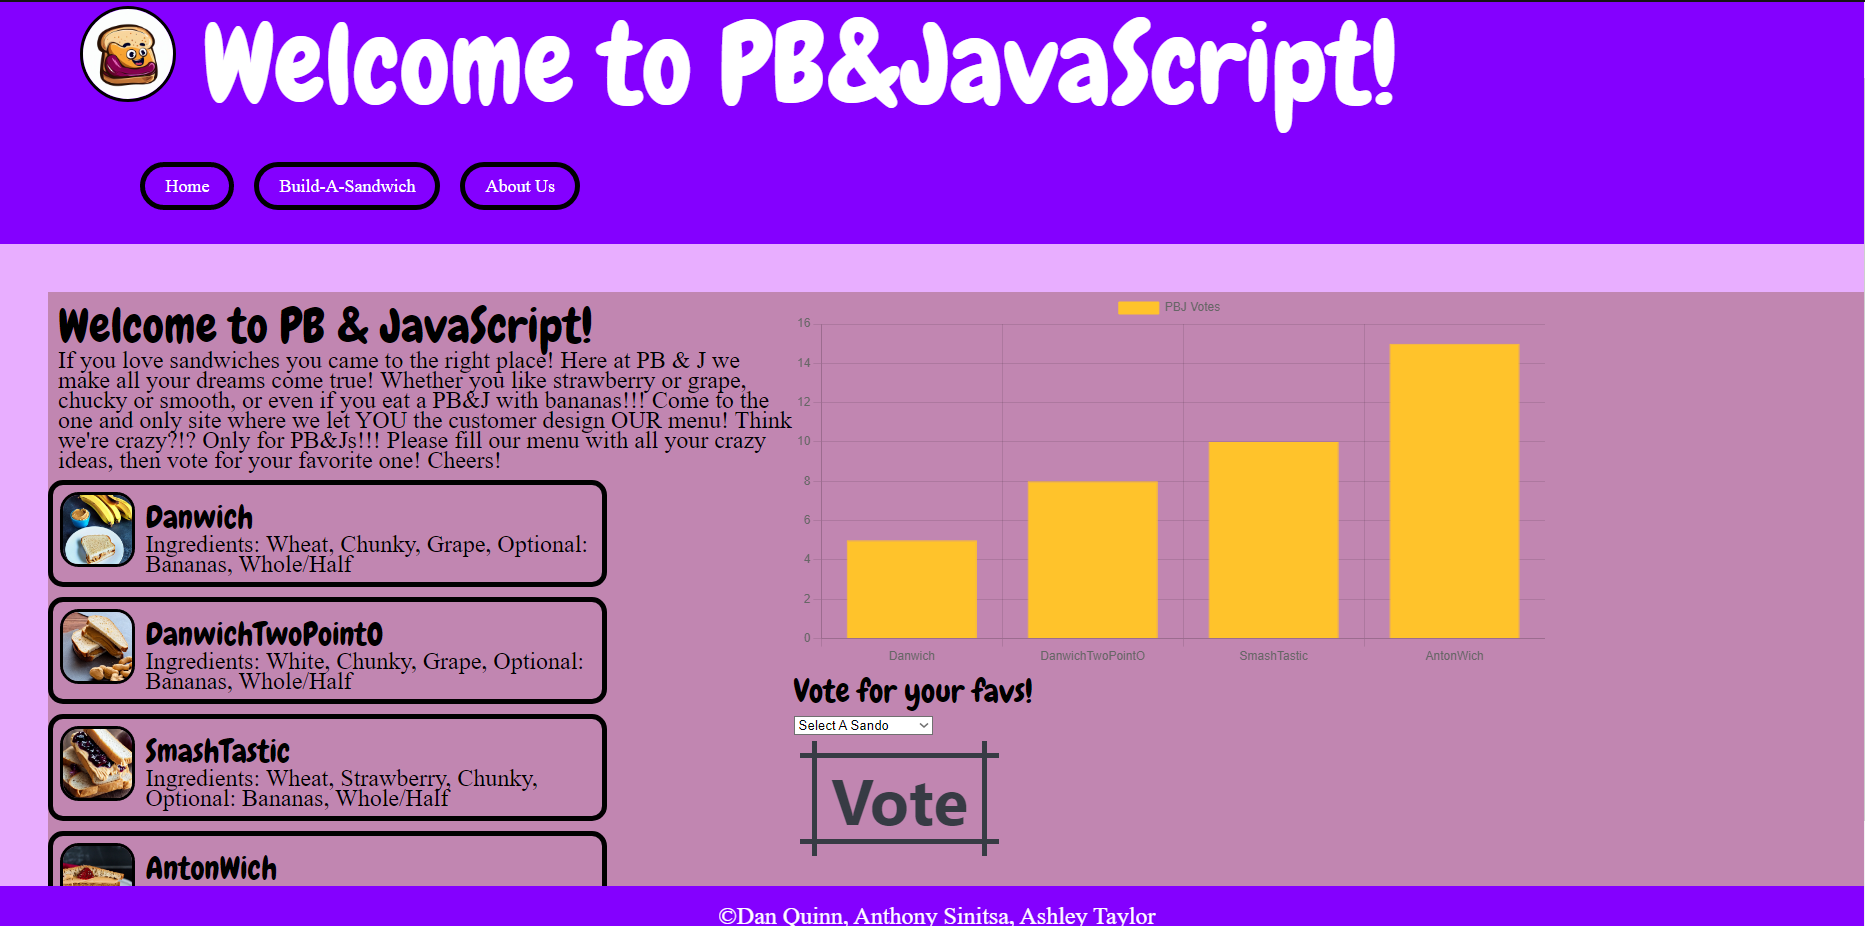 Welcome to PB&JavaScript!
Home
Build-A-Sandwich
About Us
Welcome to PB & JavaScript!
If you love sandwiches you came to the right place! Here at PB & J we
make all your dreams come true! Whether you like strawberry or grape,
chucky or smooth, or even if you eat a PB&J with bananas!!! Come to the
one and only site where we let YOU the customer design OUR menu! Think
we're crazy?!? Only for PB&Js!!! Please fill our menu with all your crazy
ideas, then vote for your favorite one! Cheers!
Danwich
Ingredients: Wheat, Chunky, Grape, Optional:
Bananas, Whole/Half
DanwichTwoPointO
Ingredients: White, Chunky, Grape, Optional:
Bananas, Whole/Half
SmashTastic
Ingredients: Wheat, Strawberry, Chunky,
Optional: Bananas, Whole/Half
AntonWich
PBJ Votes
16
14
12
10
8
6
4
2
0
Danwich DanwichTwoPointO SmashTastic AntonWich
Vote for your favs!
Select A Sando
Vote
©Dan Quinn, Anthony Sinitsa, Ashley Taylor